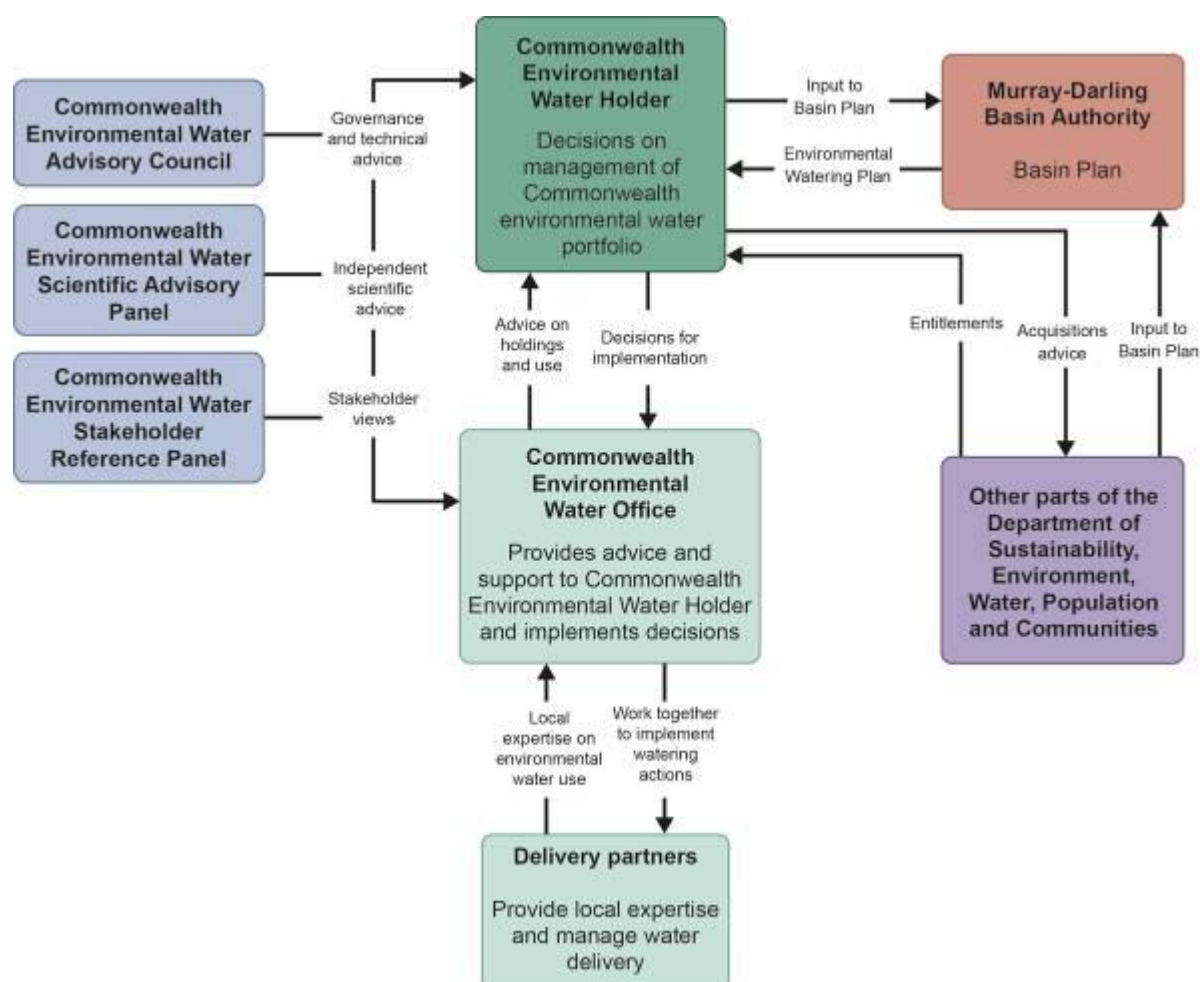 Commonwealth
Environmental Water
Advisory Council
Commonwealth
Environmental Water
Scientific Advisory
Panel
Commonwealth
Environmental Water
Stakeholder
Reference Panel
Governance
and technical
advice
Independent
scientific
advice
Stakeholder
views
Commonwealth
Environmental
Water Holder
Decisions on
management of
Commonwealth
environmental water
portfolio
Input to
Basin Plan
Environmental
Watering Plan
Murray-Darling
Basin Authority
Basin Plan
Advice on
holdings
and use
Decisions for
implementation
Entitlements
Acquisitions
advice
Input to
Basin Plan
Commonwealth
Environmental
Water Office
Provides advice and
support to Commonwealth
Environmental Water Holder
and implements decisions
Other parts of the
Department of
Sustainability,
Environment,
Water, Population
and Communities
Local
expertise on
environmental
water use
Work together
to implement
watering
actions
Delivery partners
Provide local expertise
and manage water
delivery